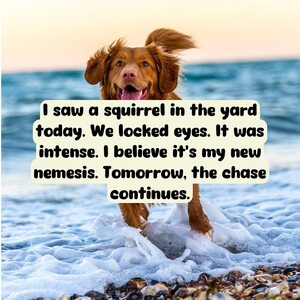 I saw a squirrel in the yard
today. We locked eyes. It was
intense. I believe it's my new
nemesis. Tomorrow, the chase
continues.